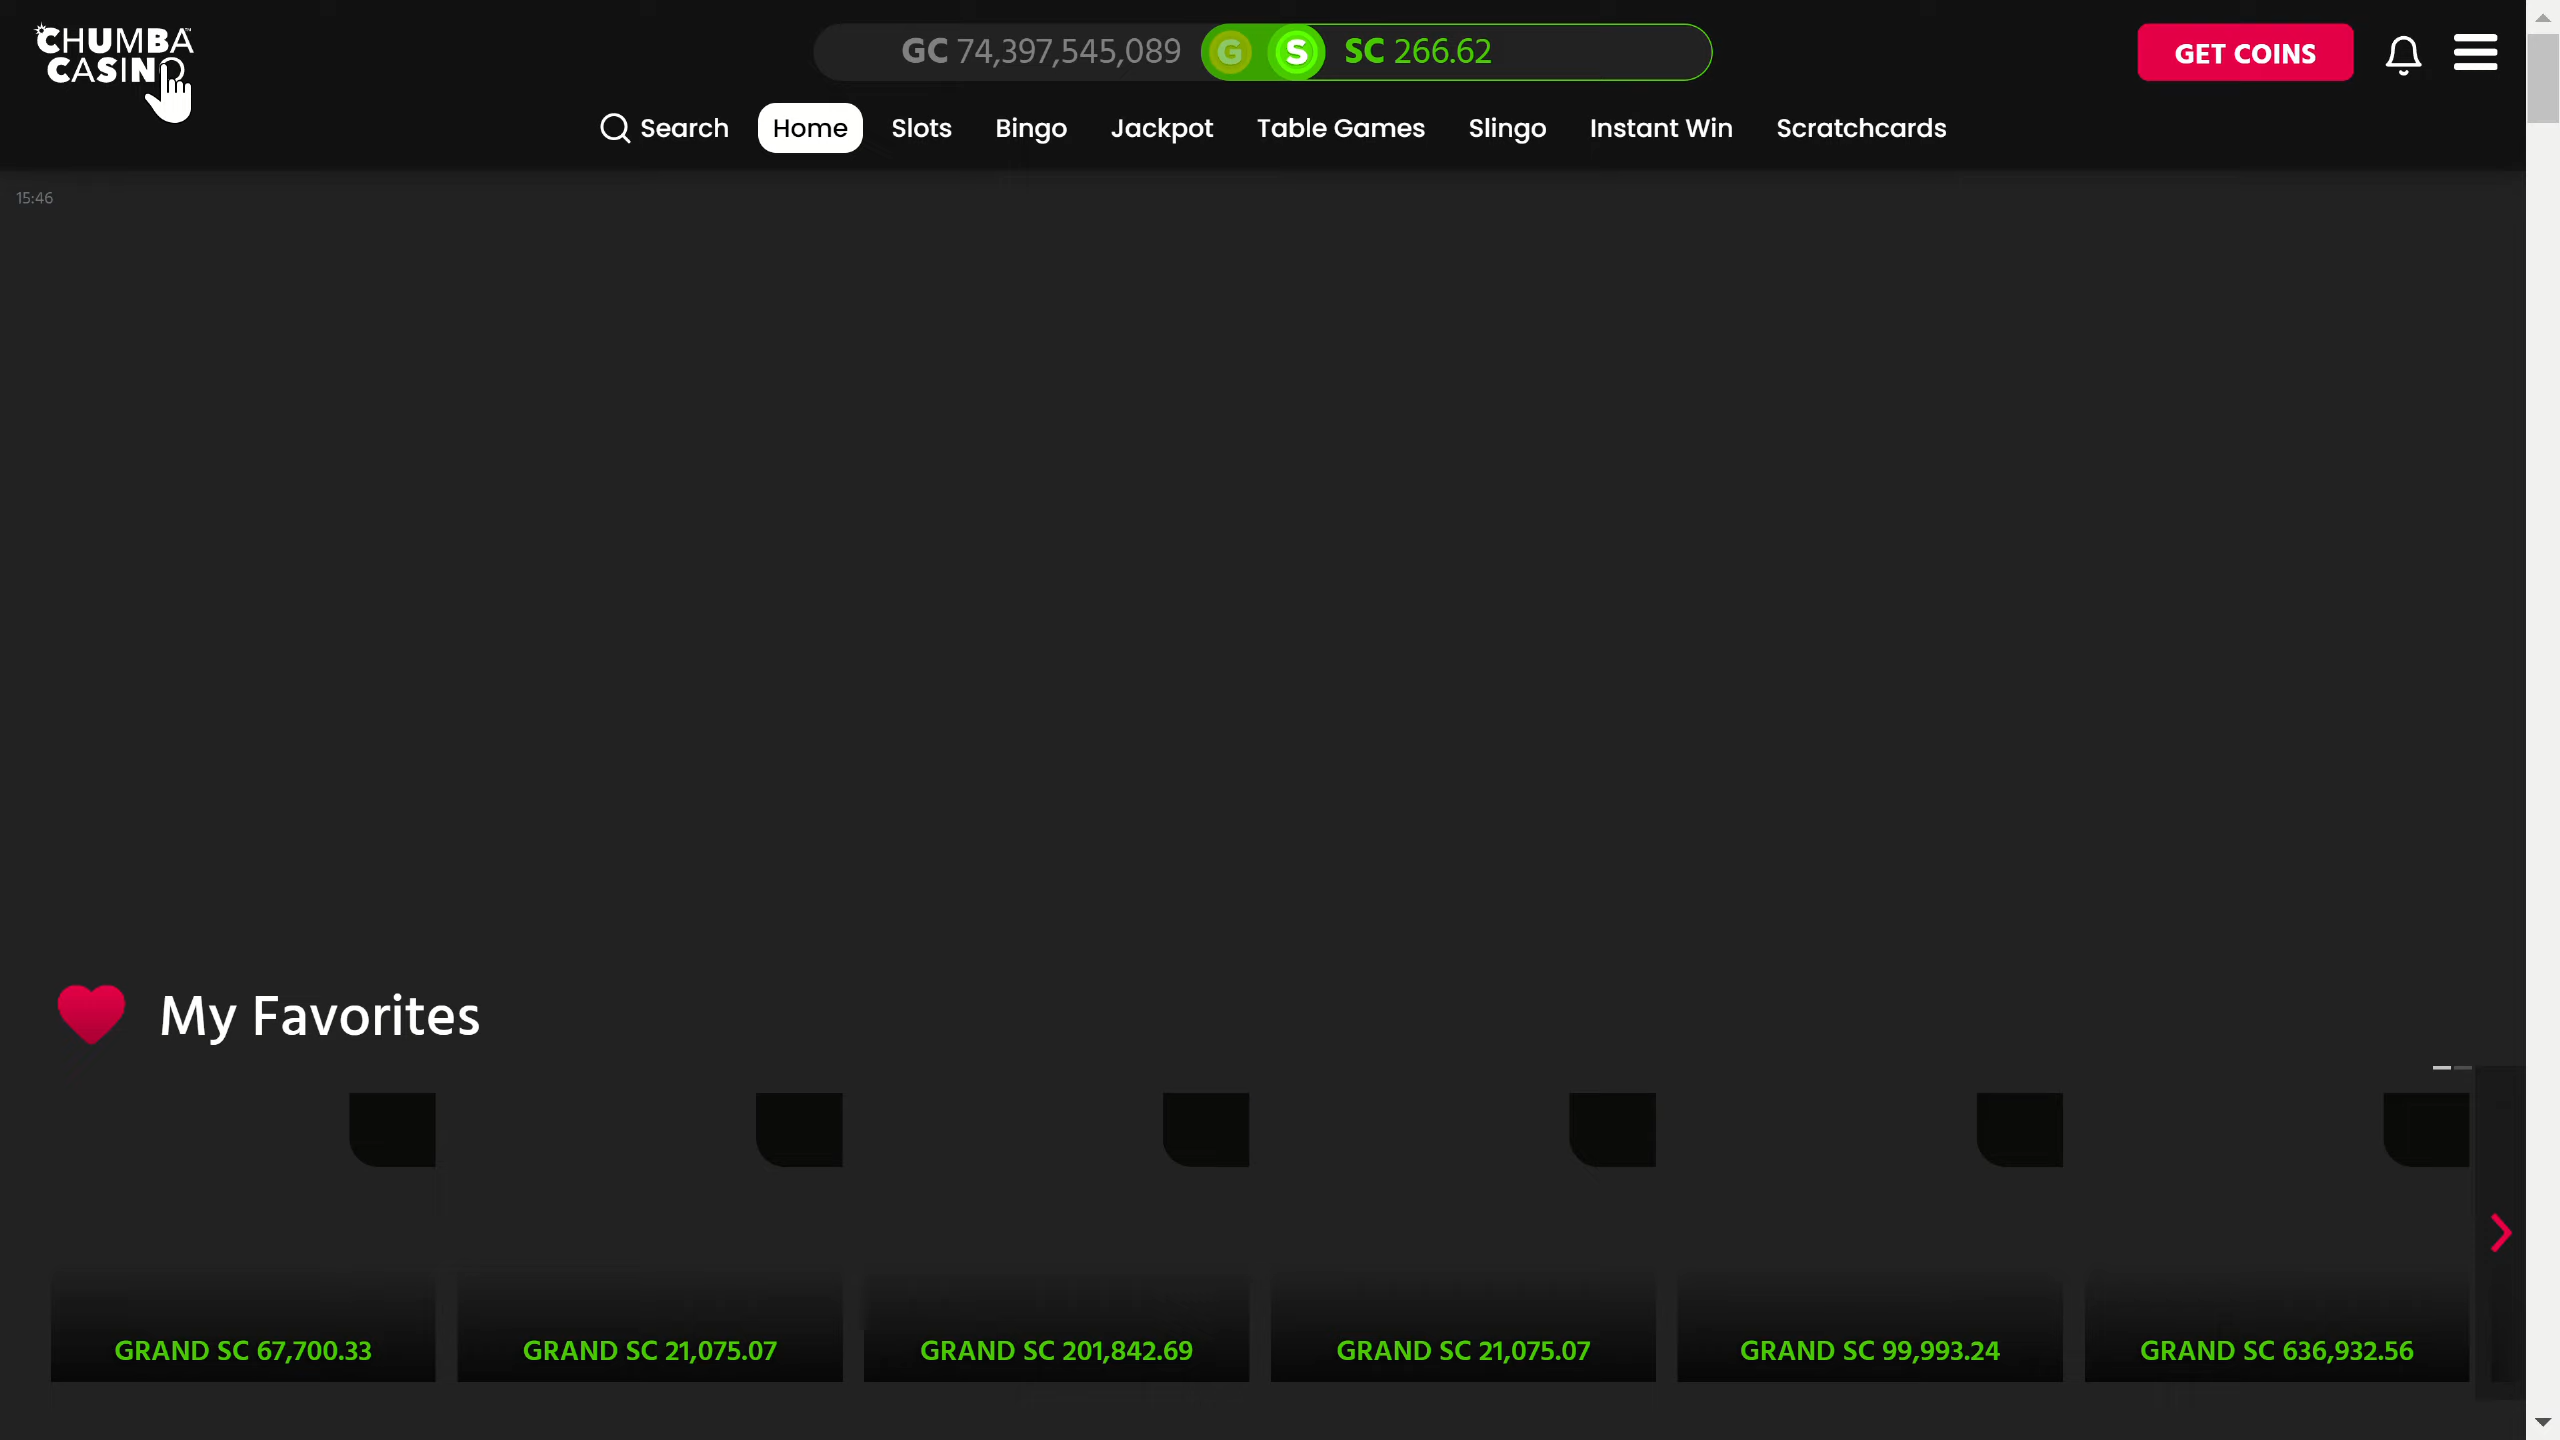 CHUMBA
CASINO
GC 74,397,545,089 G S SC 266.62
GET COINS
Search Home Slots Bingo Jackpot Table Games Slingo Instant Win Scratchcards
15:46
My Favorites
GRAND SC 67,700.33 GRAND SC 21,075.07 GRAND SC 201,842.69 GRAND SC 21,075.07 GRAND SC 99,993.24 GRAND SC 636,932.56